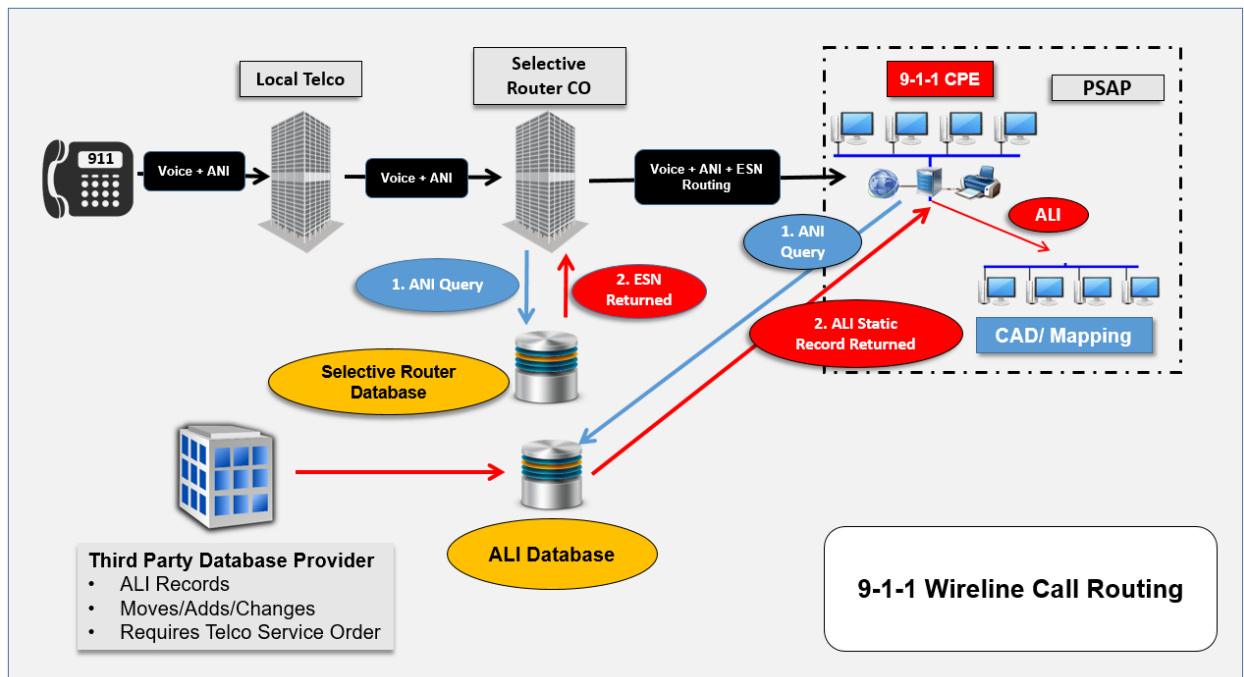 Local Telco
Selective
Router CO
9-1-1 CPE
PSAP
911
Voice + ANI
Voice + ANI
Voice + ANI + ESN
Routing
ALI
1. ANI
Query
1. ANI Query
2. ESN
Returned
2. ALI Static
Record Returned
CAD/ Mapping
Selective Router
Database
ALI Database
Third Party Database Provider
• ALI Records
• Moves/Adds/Changes
• Requires Telco Service Order
9-1-1 Wireline Call Routing